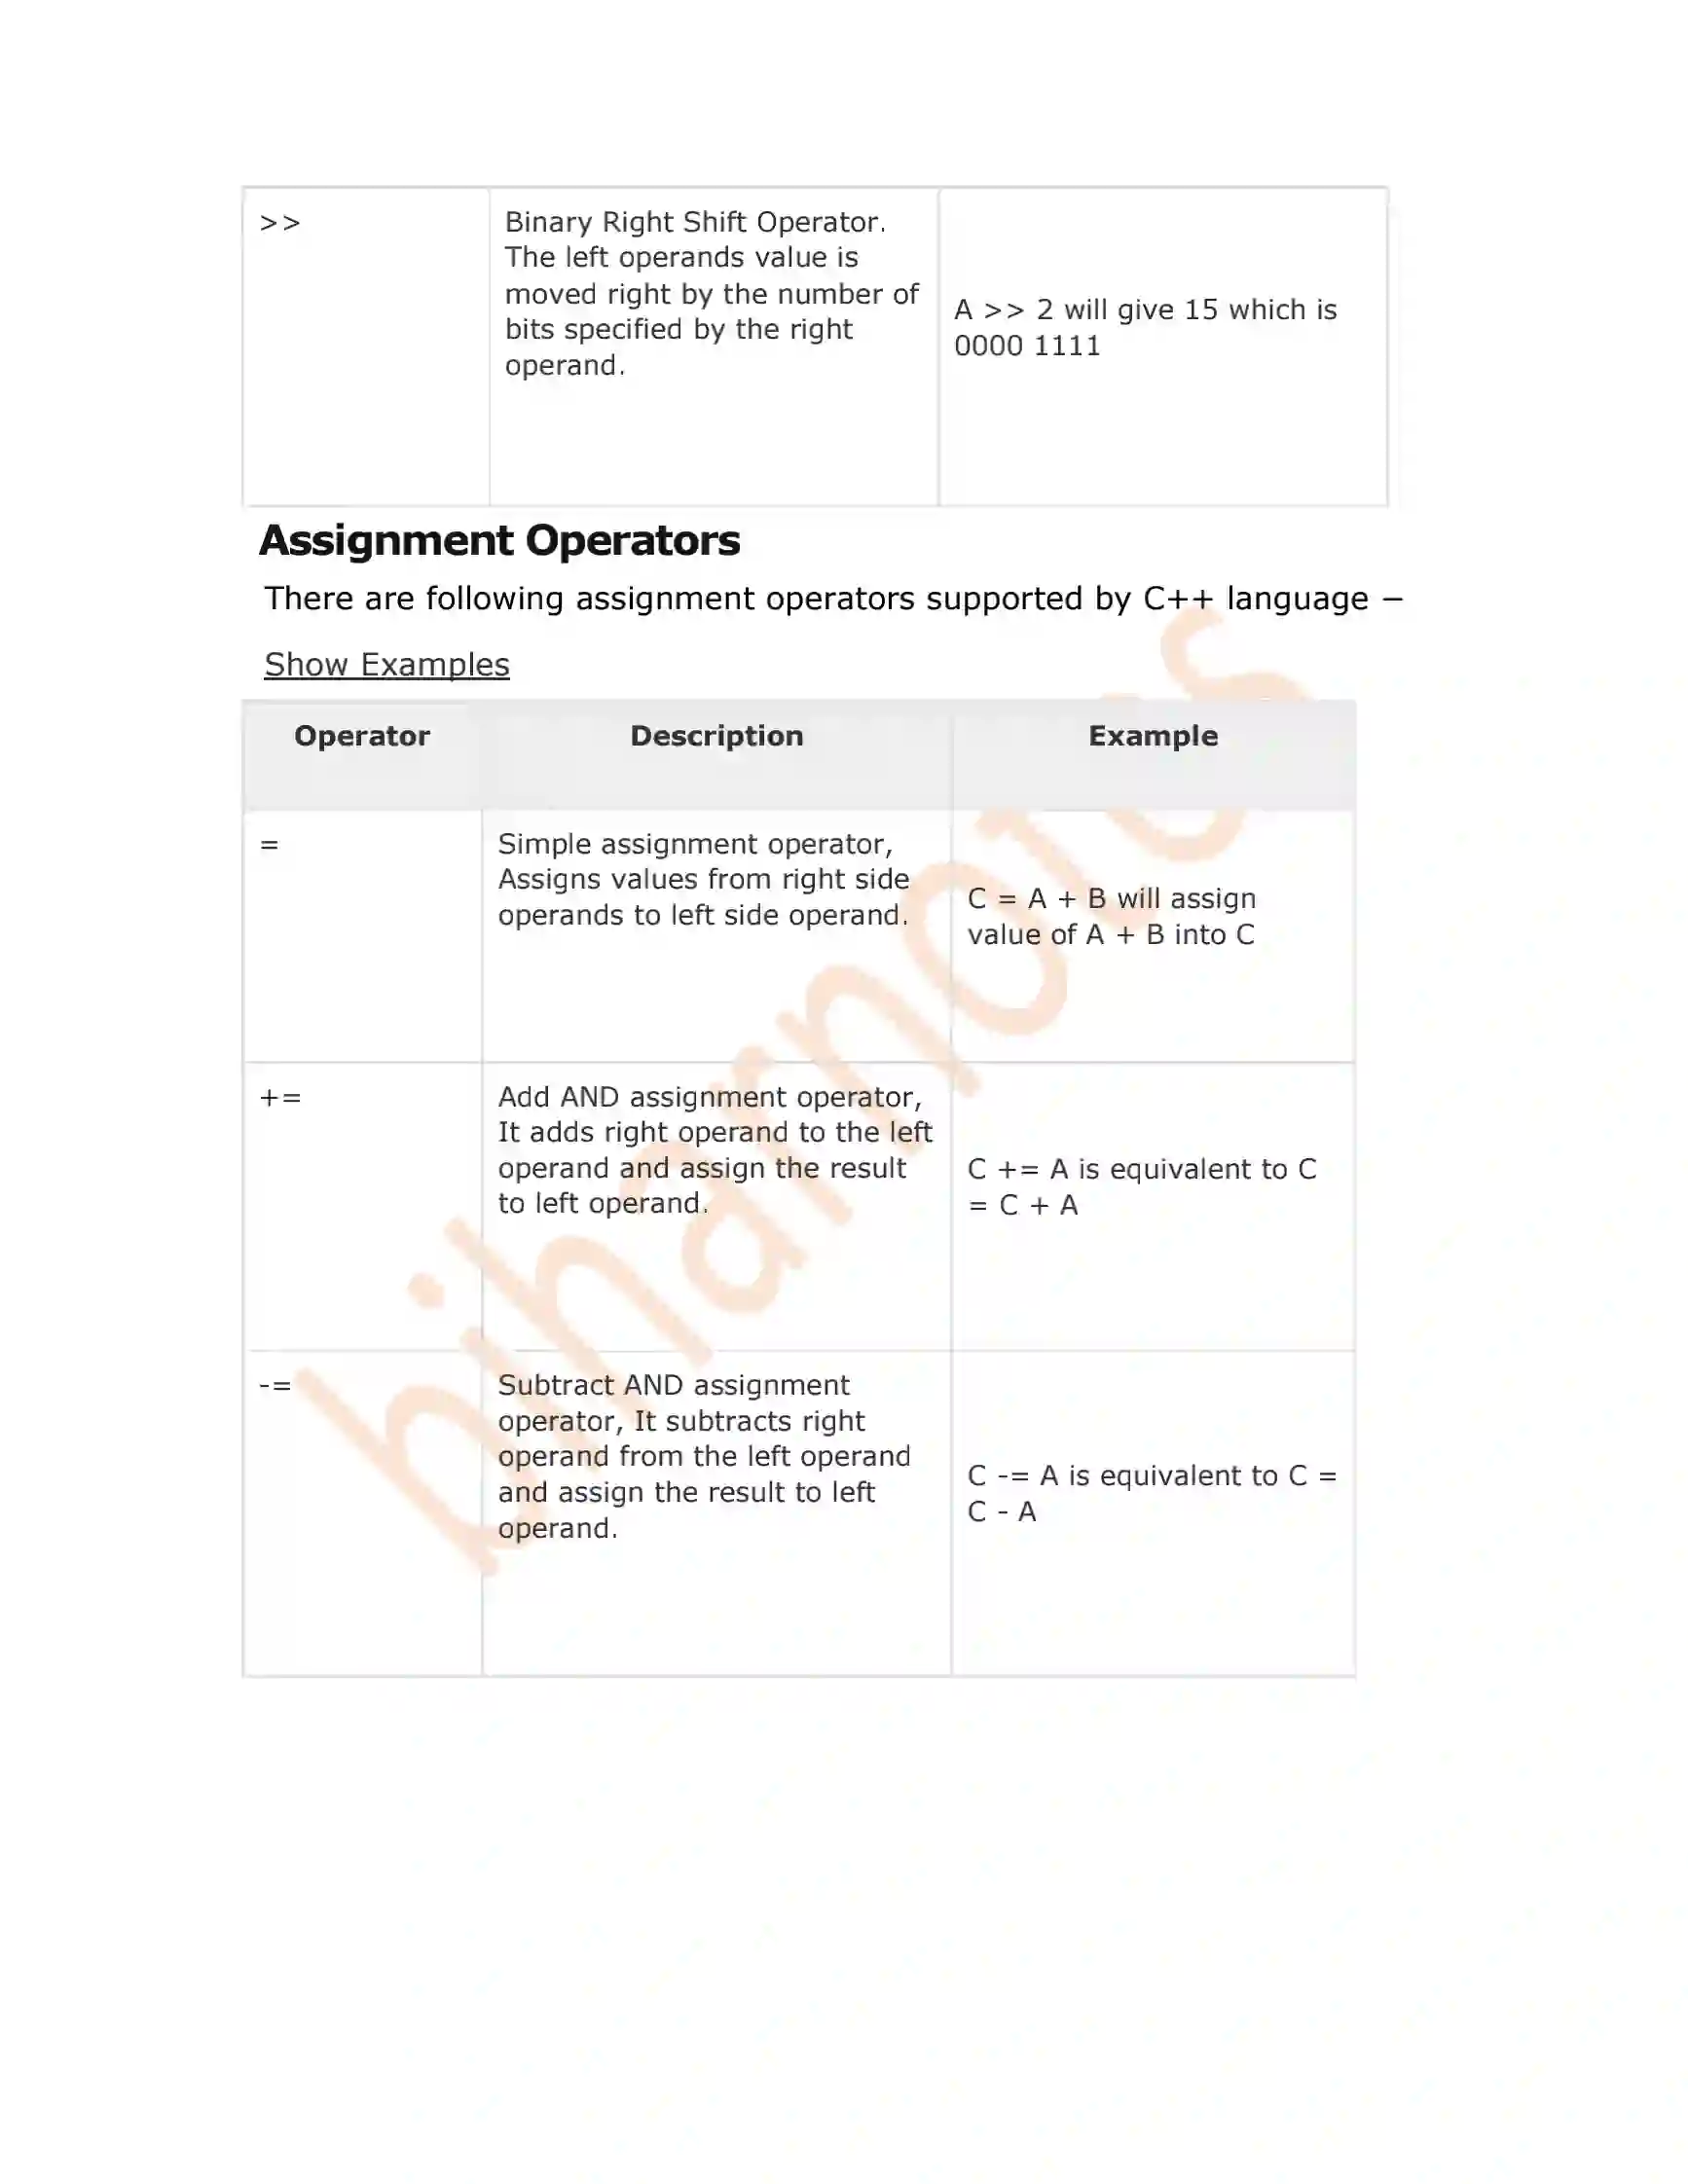 >>
Binary Right Shift Operator.
The left operands value is
moved right by the number of
bits specified by the right
operand.
A >> 2 will give 15 which is
0000 1111
Assignment Operators
There are following assignment operators supported by C++ language −
Show Examples
Operator Description Example
=
Simple assignment operator,
Assigns values from right side
operands to left side operand.
C = A + B will assign
value of A + B into C
+=
Add AND assignment operator,
It adds right operand to the left
operand and assign the result
to left operand.
C += A is equivalent to C
= C + A
-=
Subtract AND assignment
operator, It subtracts right
operand from the left operand
and assign the result to left
operand.
C -= A is equivalent to C =
C - A
biharnotes